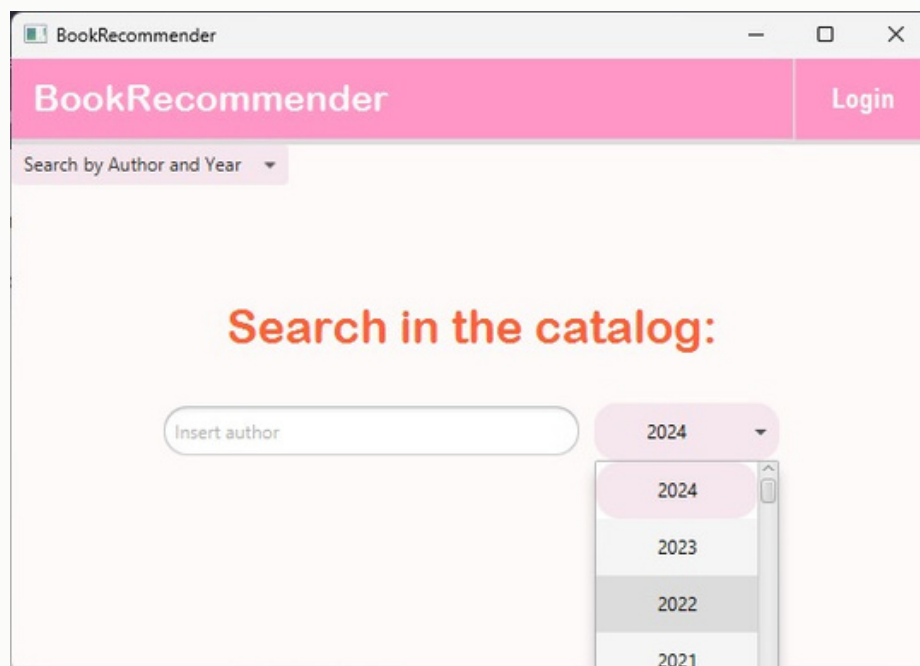 BookRecommender
BookRecommender
Login
Search by Author and Year
Search in the catalog:
Insert author
2024
2024
2023
2022
2021